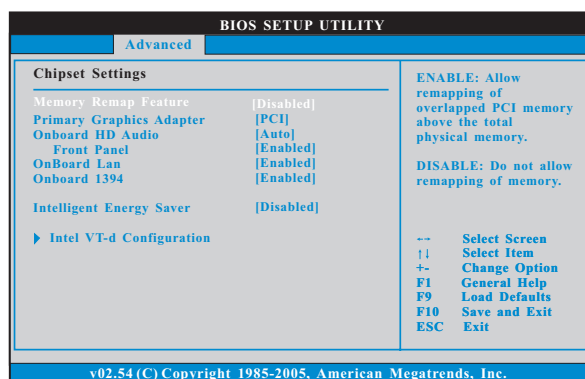 BIOS SETUP UTILITY
Advanced
Chipset Settings
Memory Remap Feature [Disabled]
Primary Graphics Adapter [PCI]
Onboard HD Audio [Auto]
Front Panel [Enabled]
OnBoard Lan [Enabled]
Onboard 1394 [Enabled]
Intelligent Energy Saver [Disabled]
Intel VT-d Configuration
ENABLE: Allow
remapping of
overlapped PCI memory
above the total
physical memory.
DISABLE: Do not allow
remapping of memory.
←→ Select Screen
↑↓ Select Item
+- Change Option
F1 General Help
F9 Load Defaults
F10 Save and Exit
ESC Exit
v02.54 (C) Copyright 1985-2005, American Megatrends, Inc.